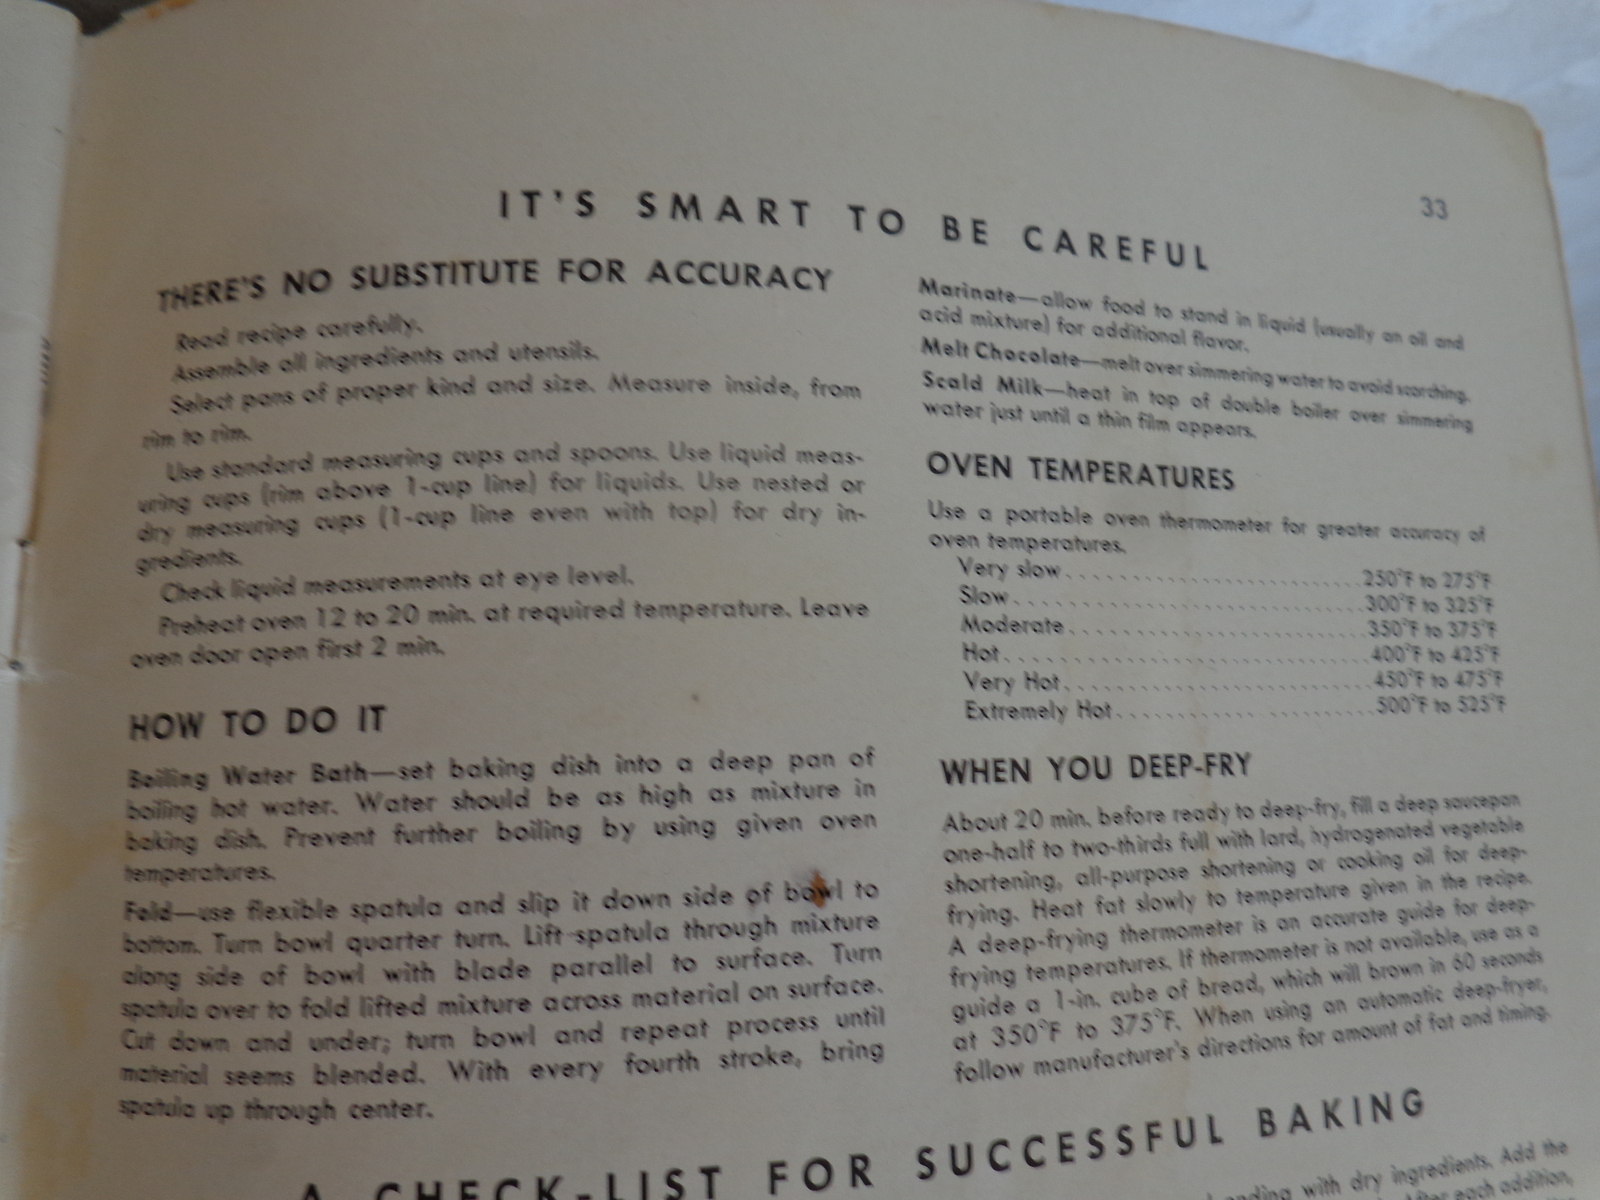 33
IT'S SMART TO BE CAREFUL
THERE'S NO SUBSTITUTE FOR ACCURACY
Read recipe carefully.
Assemble all ingredients and utensils.
Select pans of proper kind and size. Measure inside, from
rim to rim.
Use standard measuring cups and spoons. Use liquid meas-
uring cups (rim above 1-cup line) for liquids. Use nested or
dry measuring cups (1-cup line even with top) for dry in-
gredients.
Check liquid measurements at eye level.
Preheat oven 12 to 20 min. at required temperature. Leave
oven door open first 2 min.
HOW TO DO IT
Boiling Water Bath—set baking dish into a deep pan of
boiling hot water. Water should be as high as mixture in
baking dish. Prevent further boiling by using given oven
temperatures.
Fold—use flexible spatula and slip it down side of bowl to
bottom. Turn bowl quarter turn. Lift spatula through mixture
along side of bowl with blade parallel to surface. Turn
spatula over to fold lifted mixture across material on surface.
Cut down and under; turn bowl and repeat process until
material seems blended. With every fourth stroke, bring
spatula up through center.
Marinate—allow food to stand in liquid (usually an oil and
acid mixture) for additional flavor.
Melt Chocolate—melt over simmering water to avoid scorching.
Scald Milk—heat in top of double boiler over simmering
water just until a thin film appears.
OVEN TEMPERATURES
Use a portable oven thermometer for greater accuracy of
oven temperatures.
Very slow..........................250°F to 275°F
Slow..............................300°F to 325°F
Moderate..........................350°F to 375°F
Hot...............................400°F to 425°F
Very Hot..........................450°F to 475°F
Extremely Hot.....................500°F to 525°F
WHEN YOU DEEP-FRY
About 20 min. before ready to deep-fry, fill a deep saucepan
one-half to two-thirds full with lard, hydrogenated vegetable
shortening, all-purpose shortening or cooking oil for deep-
frying. Heat fat slowly to temperature given in the recipe.
A deep-frying thermometer is an accurate guide for deep-
frying temperatures. If thermometer is not available, use as a
guide a 1-in. cube of bread, which will brown in 60 seconds
at 350°F to 375°F. When using an automatic deep-fryer,
follow manufacturer's directions for amount of fat and timing.
A CHECK-LIST FOR SUCCESSFUL BAKING
with dry ingredients. Add the
each addition,